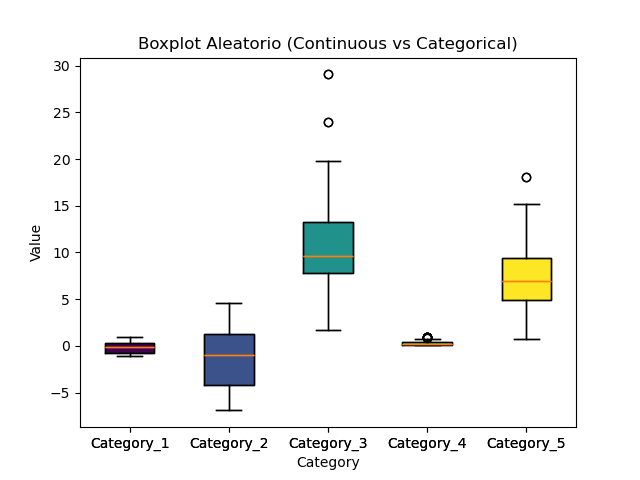 Boxplot Aleatorio (Continuous vs Categorical)
30
25
20
15
10
5
0
−5
Value
Category_1 Category_2 Category_3 Category_4 Category_5
Category